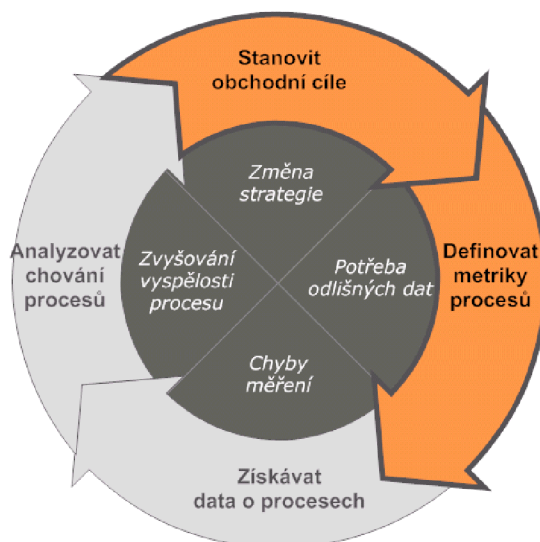 Stanovit
obchodní cíle
Změna
strategie
Analyzovat
chování
procesů
Zvyšování
vyspělosti
procesu
Potřeba
odlišných dat
Definovat
metriky
procesů
Chyby
měření
Získávat
data o procesech